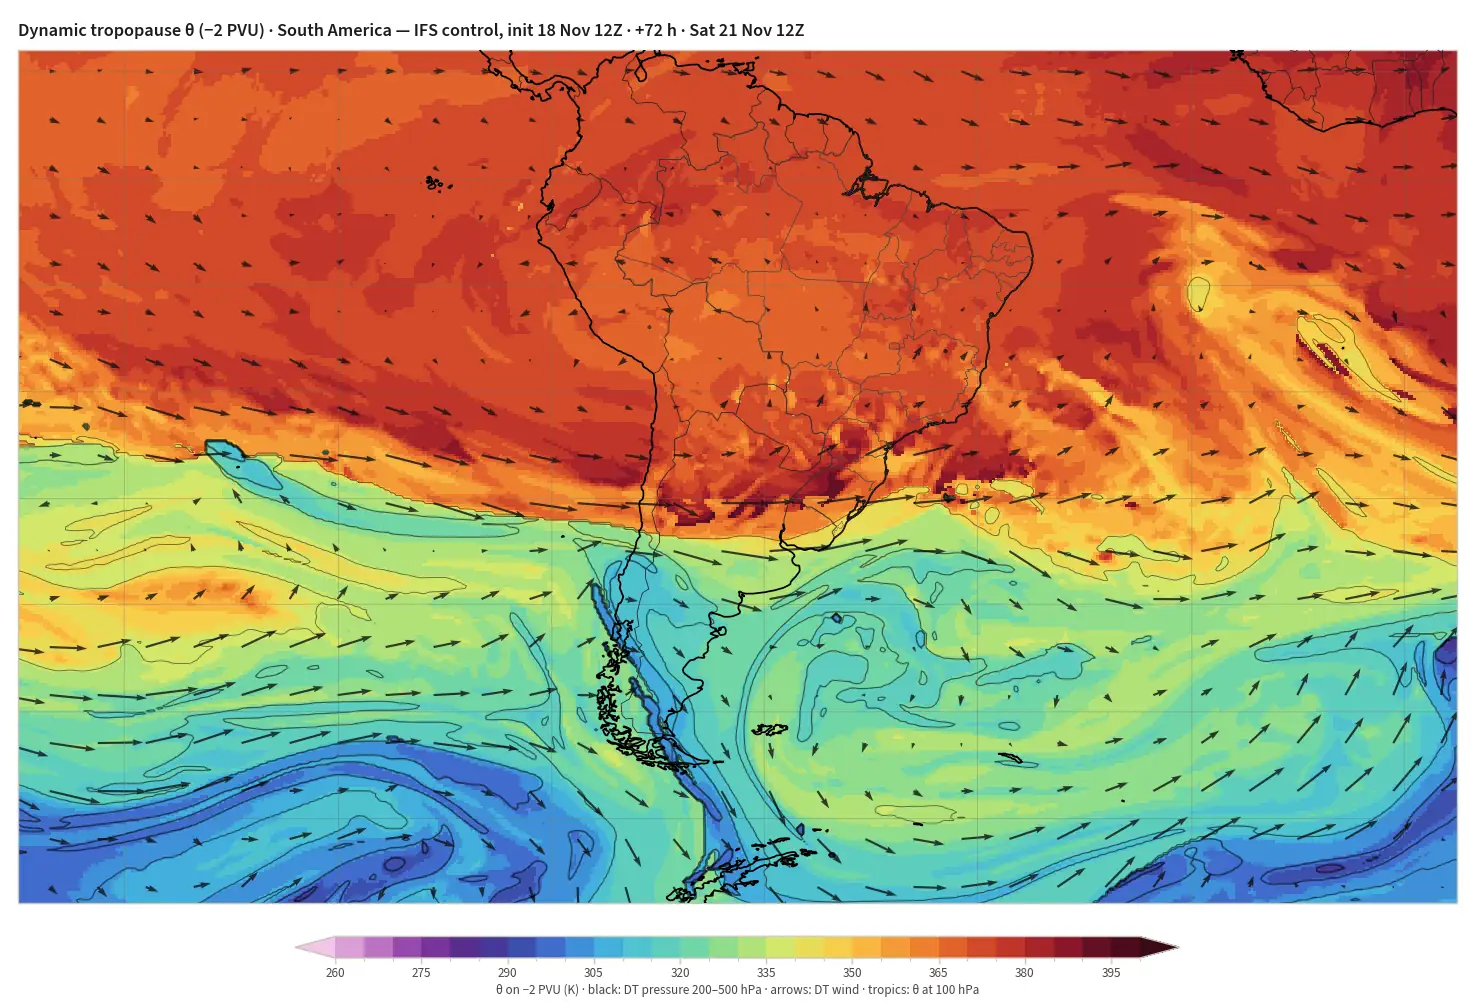 Dynamic tropopause θ (−2 PVU) · South America — IFS control, init 18 Nov 12Z · +72 h · Sat 21 Nov 12Z
260 275 290 305 320 335 350 365 380 395
θ on −2 PVU (K) · black: DT pressure 200–500 hPa · arrows: DT wind · tropics: θ at 100 hPa